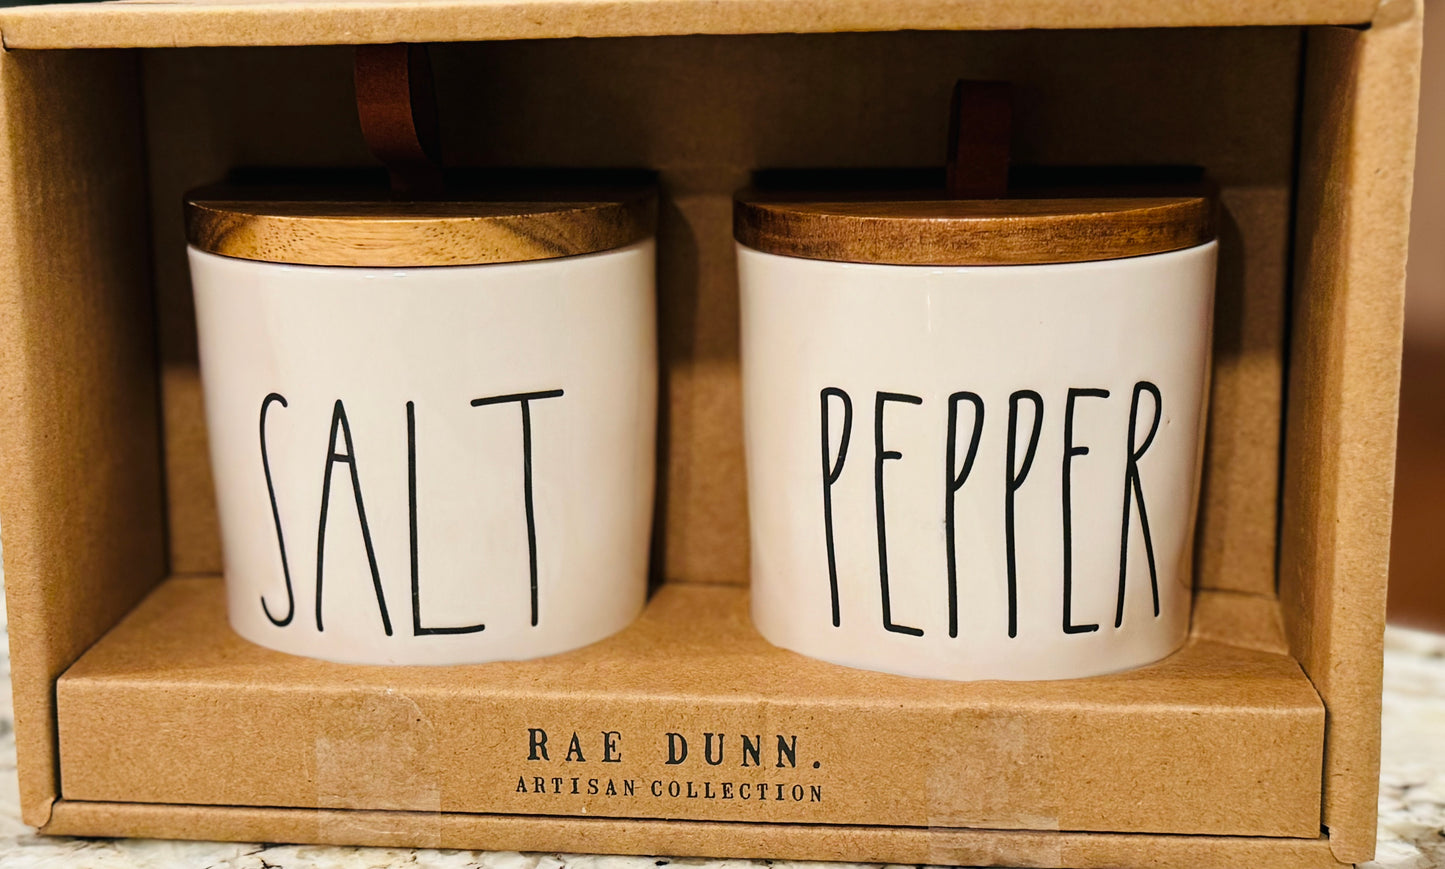 SALT
PEPPER
RAE DUNN.
ARTISAN COLLECTION